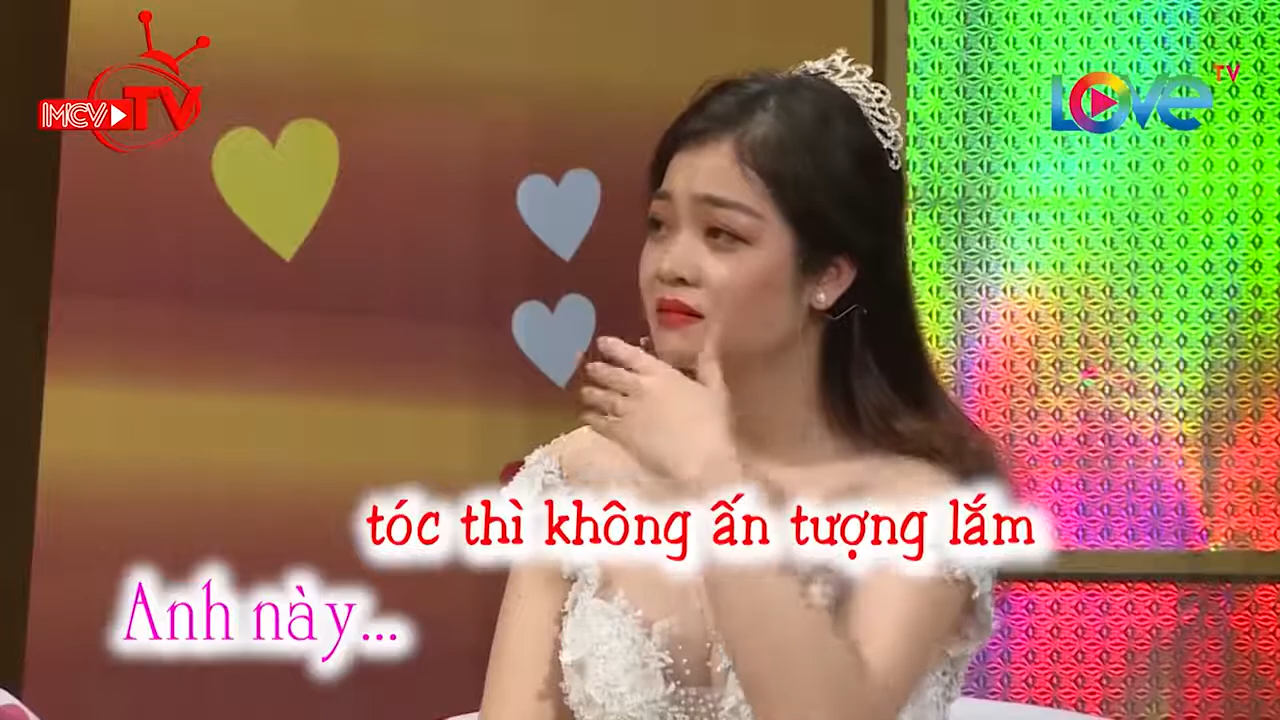 IMCV TV
LOVE TV
tóc thì không ấn tượng lắm
Anh này...